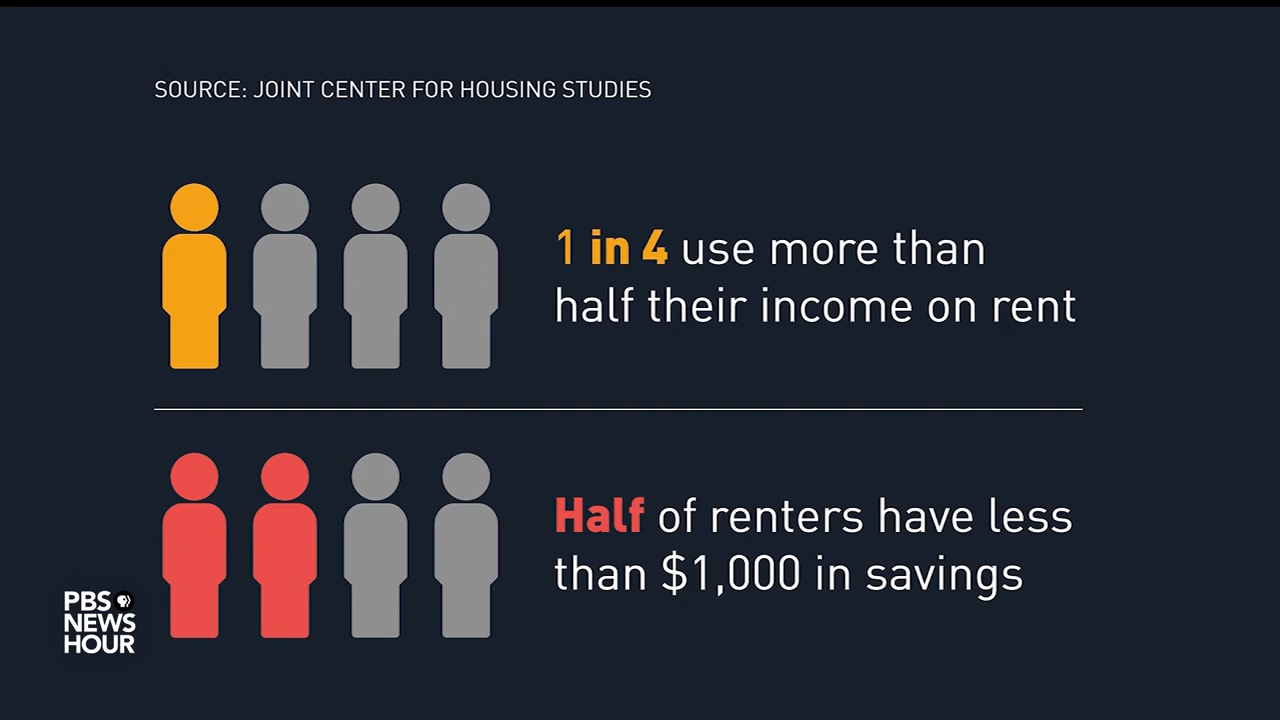 SOURCE: JOINT CENTER FOR HOUSING STUDIES
1 in 4 use more than
half their income on rent
Half of renters have less
than $1,000 in savings
PBS
NEWS
HOUR